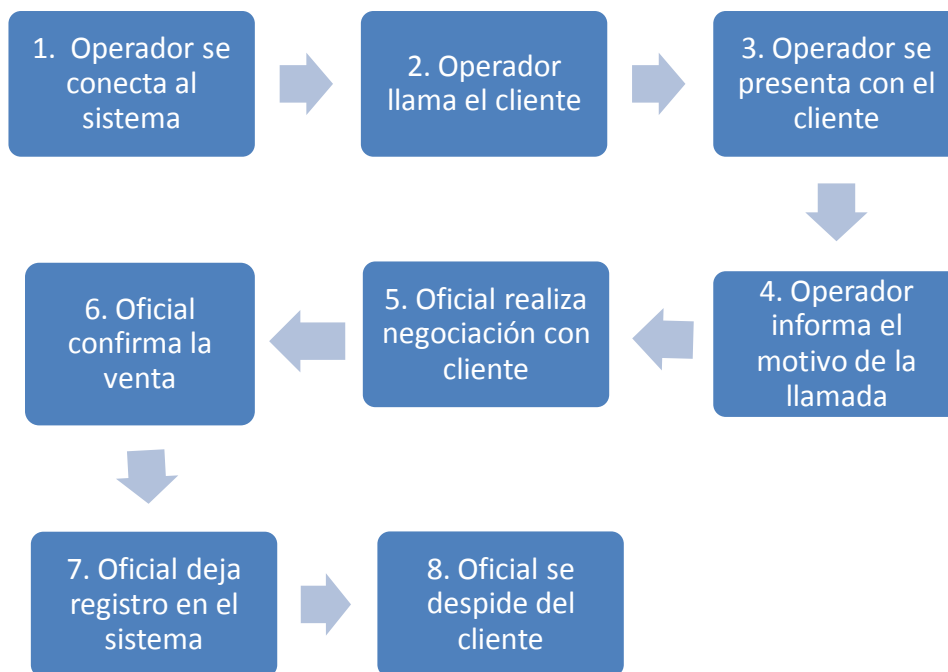 1. Operador se
conecta al
sistema
2. Operador
llama el cliente
3. Operador se
presenta con el
cliente
4. Operador
informa el
motivo de la
llamada
5. Oficial realiza
negociación con
cliente
6. Oficial
confirma la
venta
7. Oficial deja
registro en el
sistema
8. Oficial se
despide del
cliente